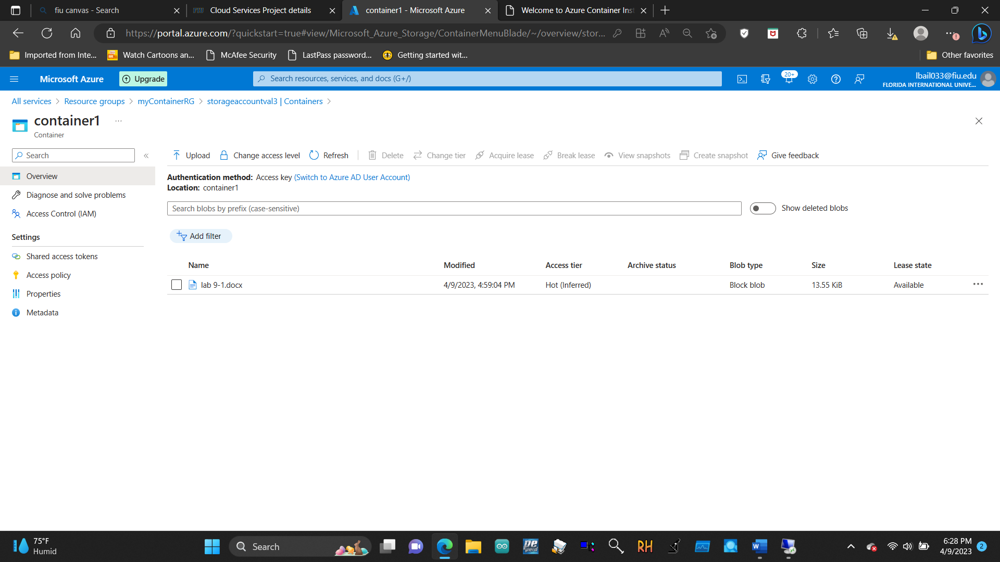 fiu canvas - Search
Cloud Services Project details
container1 - Microsoft Azure
Welcome to Azure Container Inst
https://portal.azure.com/?quickstart=true#view/Microsoft_Azure_Storage/ContainerMenuBlade/~/overview/stor...
Imported from Inte...
Watch Cartoons an...
McAfee Security
LastPass password...
Getting started wit...
Other favorites
Microsoft Azure
Upgrade
Search resources, services, and docs (G+/)
20+
lbail033@fiu.edu
FLORIDA INTERNATIONAL UNIVE...
All services > Resource groups > myContainerRG > storageaccountval3 | Containers >
container1 ...
Container
Search
Upload
Change access level
Refresh
Delete
Change tier
Acquire lease
Break lease
View snapshots
Create snapshot
Give feedback
Overview
Diagnose and solve problems
Access Control (IAM)
Settings
Shared access tokens
Access policy
Properties
Metadata
Authentication method: Access key (Switch to Azure AD User Account)
Location: container1
Search blobs by prefix (case-sensitive)
Show deleted blobs
Add filter
Name Modified Access tier Archive status Blob type Size Lease state
lab 9-1.docx 4/9/2023, 4:59:04 PM Hot (Inferred) Block blob 13.55 KiB Available ...
75°F
Humid
Search
RH
6:28 PM
4/9/2023
2